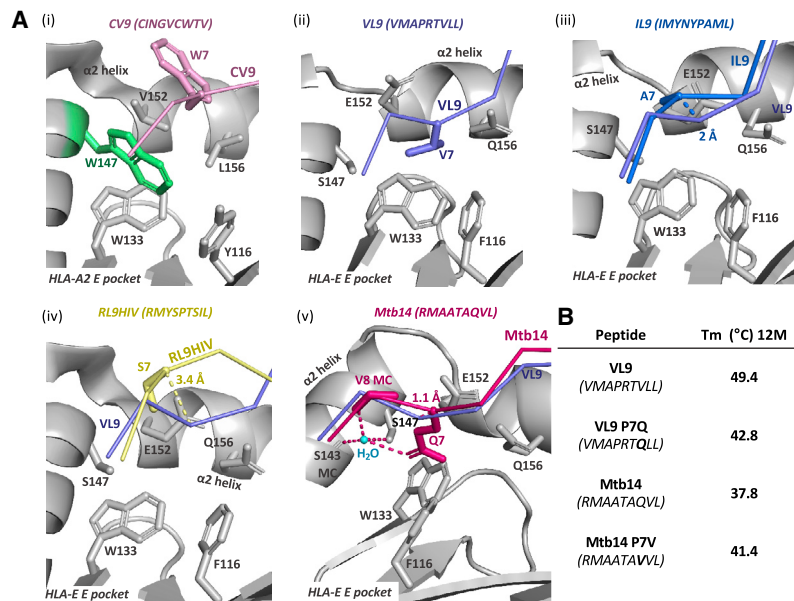 A
(i)
CV9 (CINGVCWTV)
W7
CV9
V152
α2 helix
W147
L156
W133
Y116
HLA-A2 E pocket
(ii)
VL9 (VMAPRTVLL)
α2 helix
E152
VL9
V7
Q156
S147
W133
F116
HLA-E E pocket
(iii)
IL9 (IMYNYPAML)
IL9
α2 helix
E152
A7
VL9
2 Å
Q156
S147
W133
F116
HLA-E E pocket
(iv)
RL9HIV (RMYSPTSIL)
RL9HIV
S7
3.4 Å
VL9
Q156
E152
S147
α2 helix
W133
F116
HLA-E E pocket
(v)
Mtb14 (RMAATAQVL)
Mtb14
α2 helix
V8 MC
E152
VL9
1.1 Å
S147
Q7
S143
MC
H₂O
Q156
W133
F116
HLA-E E pocket
B
Peptide Tm (°C) 12M
VL9
(VMAPRTVLL) 49.4
VL9 P7Q
(VMAPRTQLL) 42.8
Mtb14
(RMAATAQVL) 37.8
Mtb14 P7V
(RMAATAVVL) 41.4